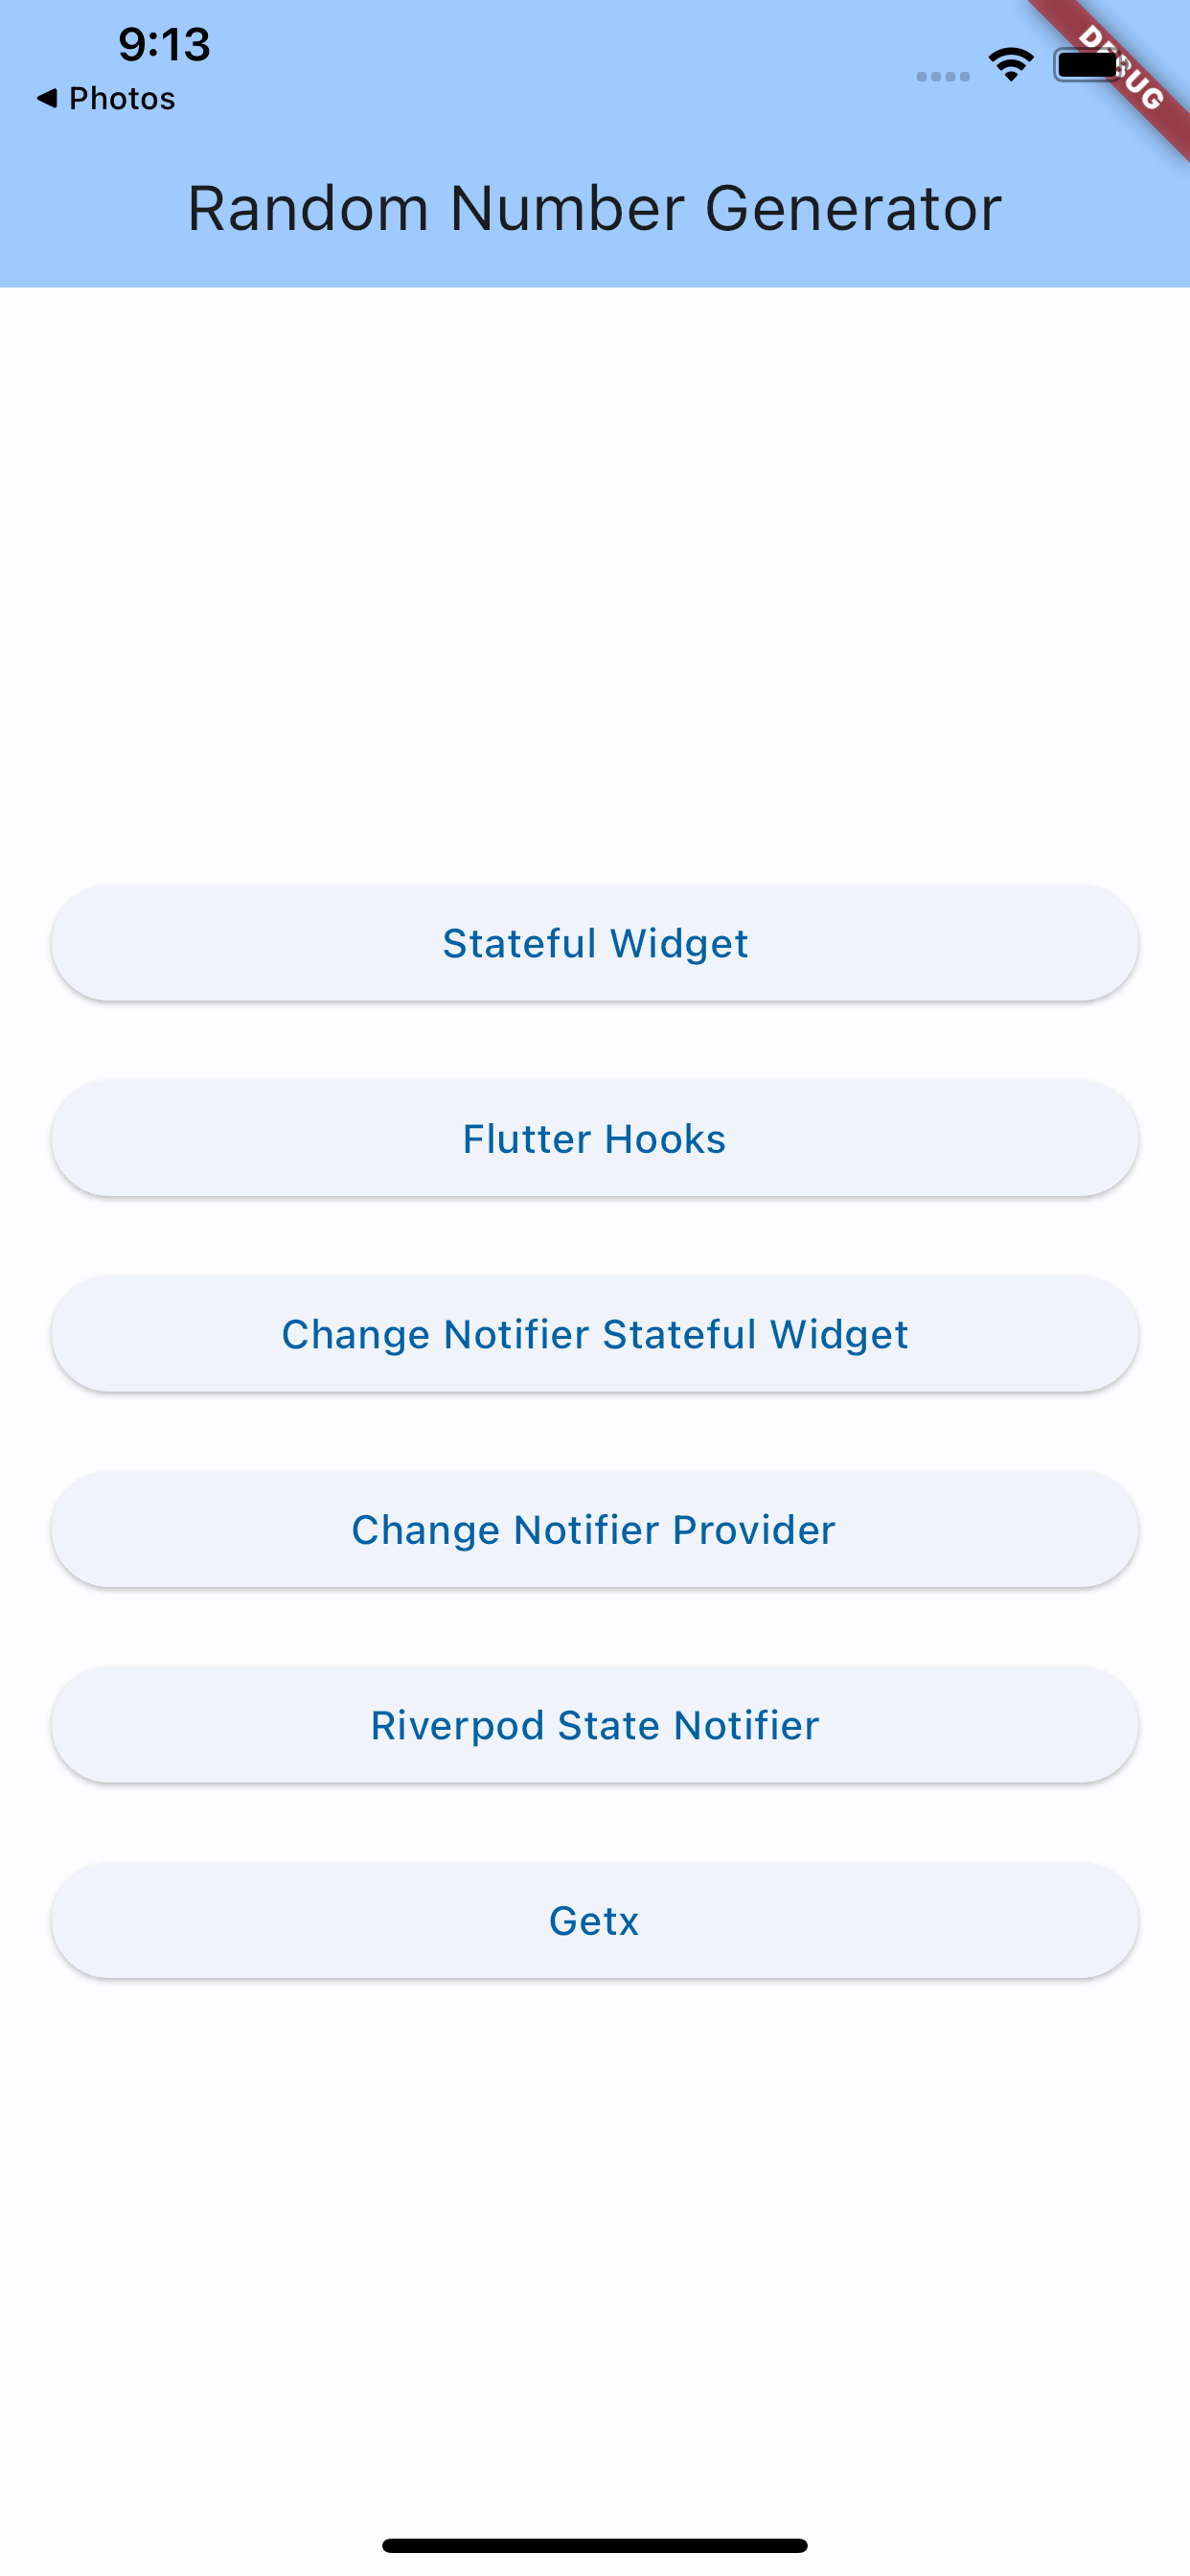 9:13
Photos
DEBUG
Random Number Generator
Stateful Widget
Flutter Hooks
Change Notifier Stateful Widget
Change Notifier Provider
Riverpod State Notifier
Getx